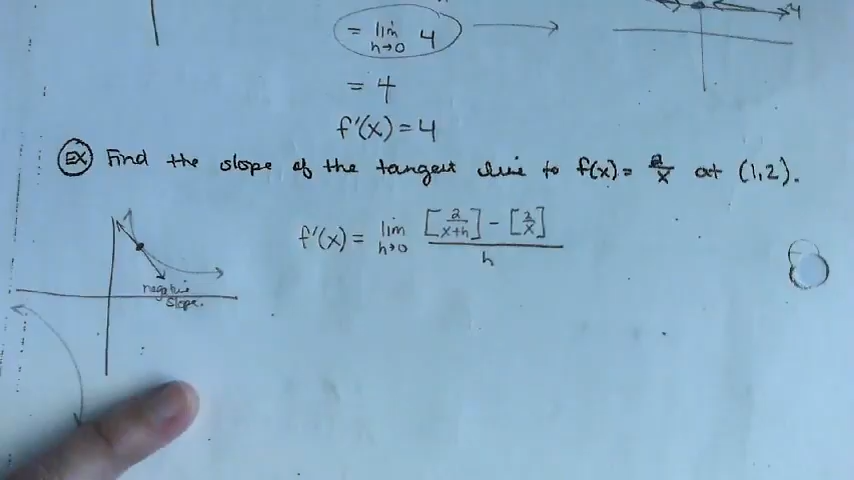 = lim h→0 4
4
= 4
f'(x) = 4
EX Find the slope of the tangent line to f(x) = 2/x at (1,2).
f'(x) = lim h→0 [2/x+h] - [2/x] / h
negative
slope.